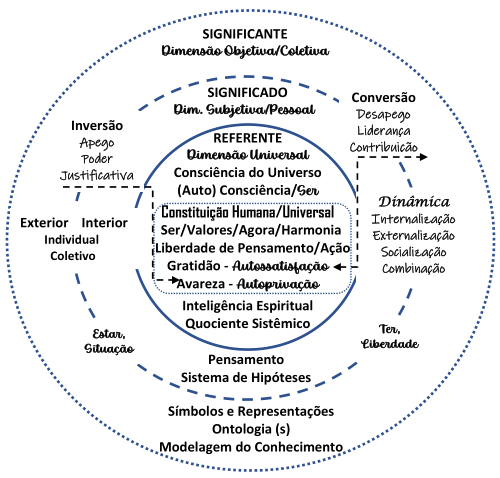 SIGNIFICANTE
Dimensão Objetiva/Coletiva
SIGNIFICADO
Dim. Subjetiva/Pessoal
Conversão
Desapego
Liderança
Contribuição
Inversão
Apego
Poder
Justificativa
REFERENTE
Dimensão Universal
Consciência do Universo
(Auto) Consciência/Ser
Constituição Humana/Universal
Ser/Valores/Agora/Harmonia
Liberdade de Pensamento/Ação
Gratidão - Autossatisfação
Avareza - Autoprivação
Exterior Interior
Individual
Coletivo
Dinâmica
Internalização
Externalização
Socialização
Combinação
Inteligência Espiritual
Quociente Sistêmico
Estar,
Situação
Ter,
Liberdade
Pensamento
Sistema de Hipóteses
Símbolos e Representações
Ontologia (s)
Modelagem do Conhecimento